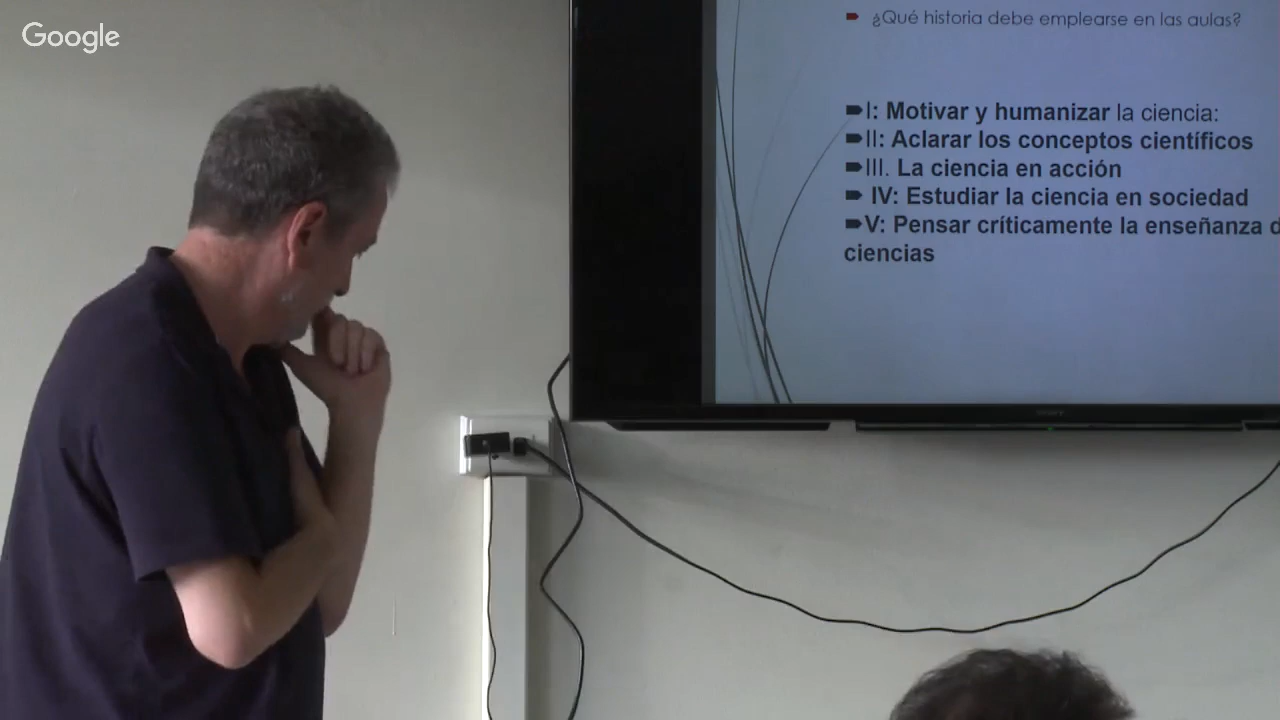 Google
¿Qué historia debe emplearse en las aulas?
I: Motivar y humanizar la ciencia:
II: Aclarar los conceptos científicos
III. La ciencia en acción
IV: Estudiar la ciencia en sociedad
V: Pensar críticamente la enseñanza d
ciencias
SONY